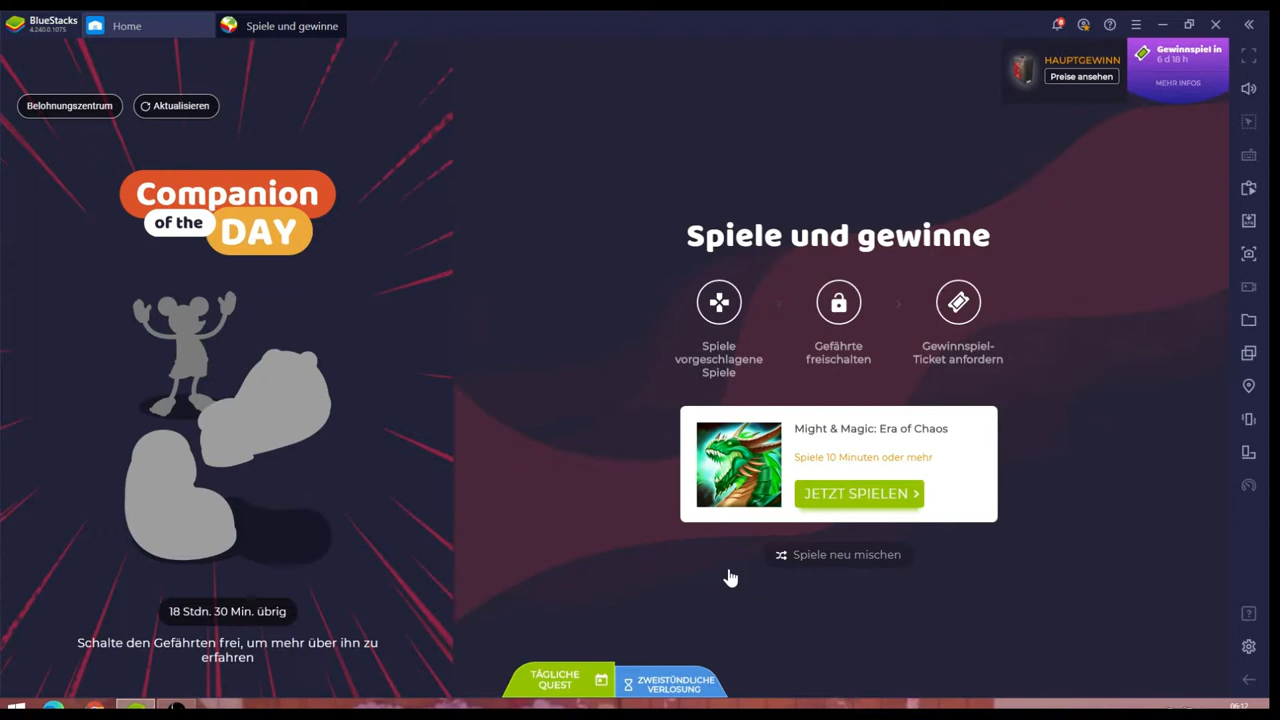 BlueStacks
4.240.0.1075
Home
Spiele und gewinne
HAUPTGEWINN
Preise ansehen
Gewinnspiel in
6 d 18 h
MEHR INFOS
Belohnungszentrum
Aktualisieren
Companion
of the
DAY
18 Stdn. 30 Min. übrig
Schalte den Gefährten frei, um mehr über ihn zu
erfahren
Spiele und gewinne
Spiele
vorgeschlagene
Spiele
Gefährte
freischalten
Gewinnspiel-
Ticket anfordern
Might & Magic: Era of Chaos
Spiele 10 Minuten oder mehr
JETZT SPIELEN
Spiele neu mischen
TÄGLICHE
QUEST
ZWEISTÜNDLICHE
VERLOSUNG
06:12